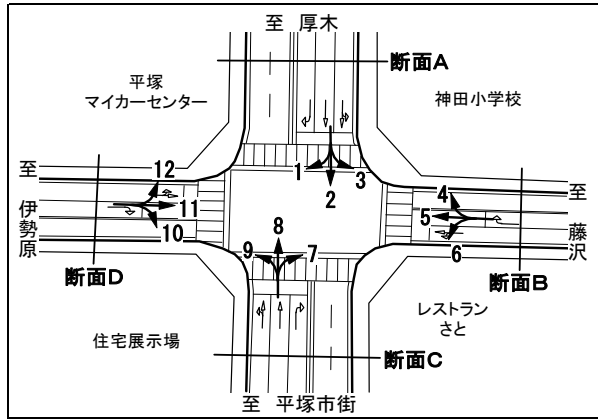 至 厚木
断面A
平塚
マイカーセンター
神田小学校
1
2
3
至
伊勢原
12
11
10
断面D
4
5
6
至
藤沢
断面B
8
9
7
住宅展示場
レストラン
さと
断面C
至 平塚市街